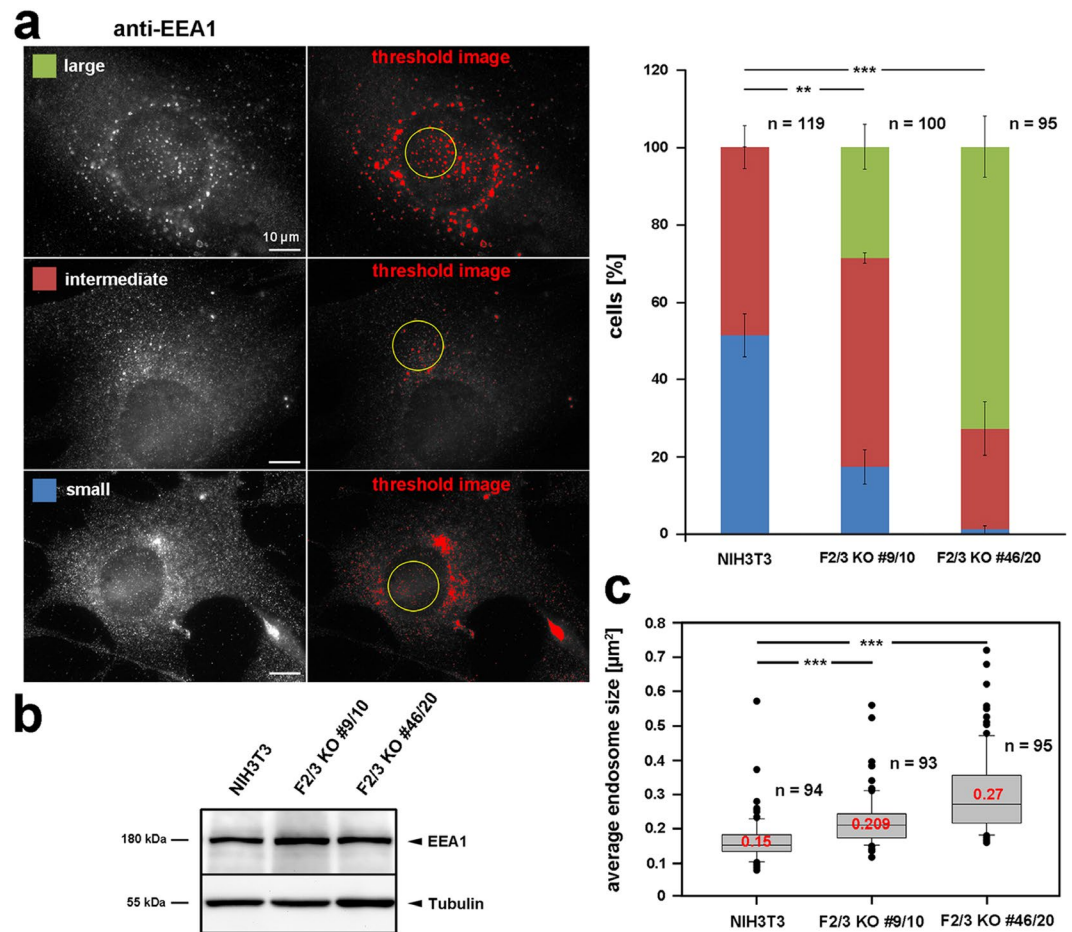 a
anti-EEA1
large
threshold image
10 µm
intermediate
threshold image
small
threshold image
cells [%]
120
100
80
60
40
20
0
***
**
n = 119
n = 100
n = 95
NIH3T3
F2/3 KO #9/10
F2/3 KO #46/20
b
NIH3T3
F2/3 KO #9/10
F2/3 KO #46/20
180 kDa
EEA1
55 kDa
Tubulin
c
average endosome size [µm²]
0.8
0.7
0.6
0.5
0.4
0.3
0.2
0.1
0
***
***
n = 94
n = 93
n = 95
0.15
0.209
0.27
NIH3T3
F2/3 KO #9/10
F2/3 KO #46/20